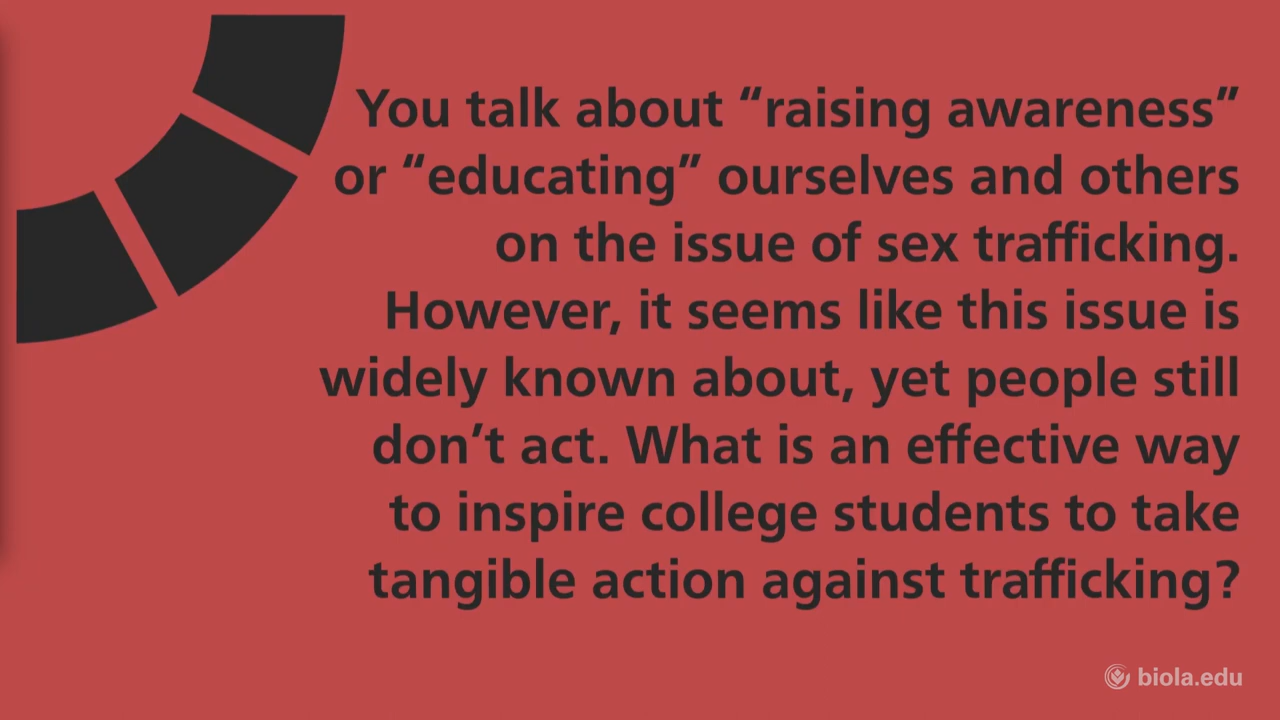 You talk about “raising awareness”
or “educating” ourselves and others
on the issue of sex trafficking.
However, it seems like this issue is
widely known about, yet people still
don’t act. What is an effective way
to inspire college students to take
tangible action against trafficking?
biola.edu